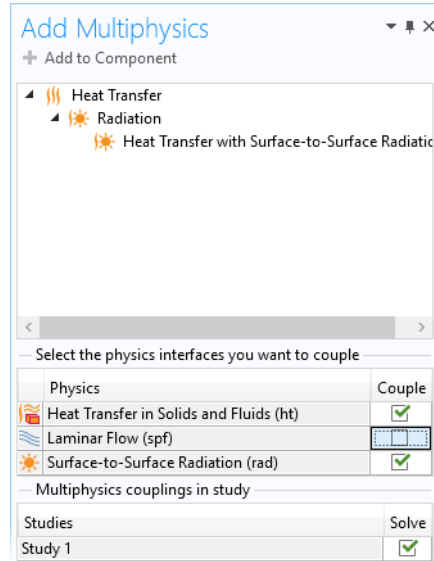 Add Multiphysics
Add to Component
Heat Transfer
Radiation
Heat Transfer with Surface-to-Surface Radiatic
Select the physics interfaces you want to couple
Physics Couple
Heat Transfer in Solids and Fluids (ht)
Laminar Flow (spf)
Surface-to-Surface Radiation (rad)
Multiphysics couplings in study
Studies Solve
Study 1